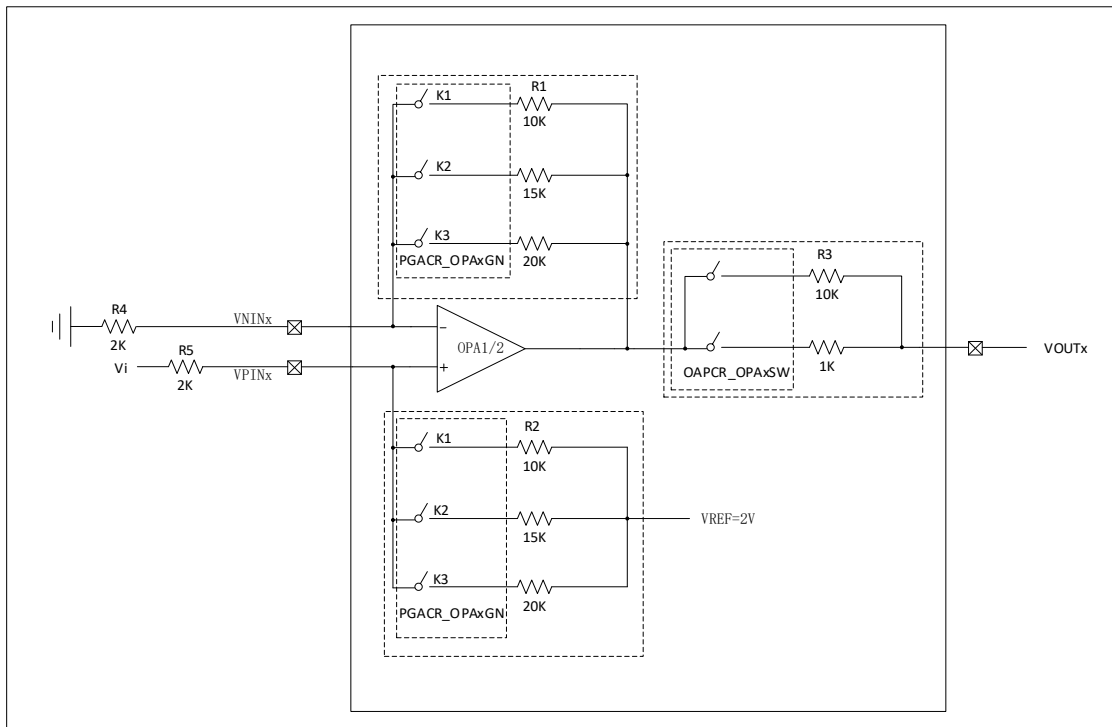 K1
R1
10K
K2
15K
K3
20K
PGACR_OPAxGN
R3
10K
1K
OAPCR_OPAxSW
VOUTx
R4
2K
VNINx
OPA1/2
−
+
Vi
R5
2K
VPINx
K1
R2
10K
K2
15K
VREF=2V
K3
20K
PGACR_OPAxGN